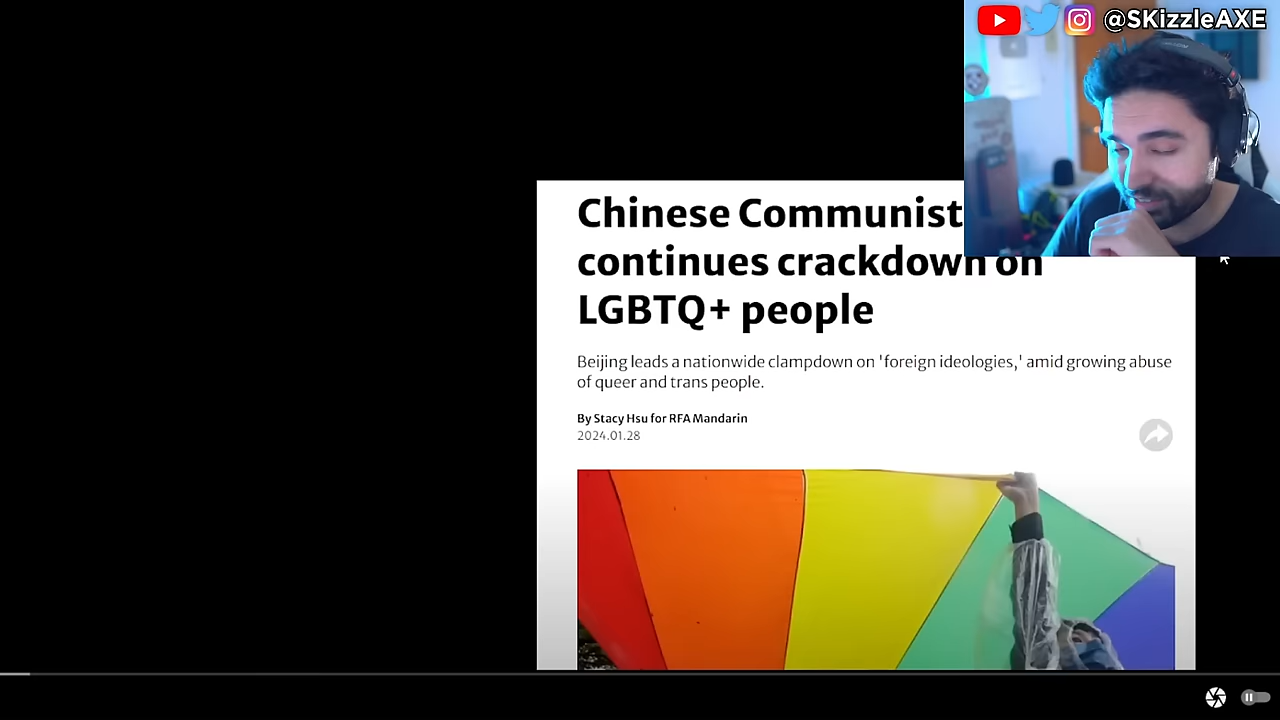 @SKizzleAXE
Chinese Communist
continues crackdown on
LGBTQ+ people
Beijing leads a nationwide clampdown on 'foreign ideologies,' amid growing abuse
of queer and trans people.
By Stacy Hsu for RFA Mandarin
2024.01.28